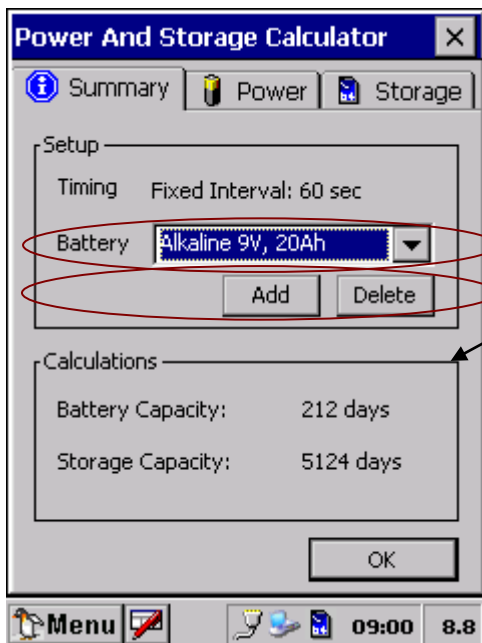 Power And Storage Calculator
Summary Power Storage
Setup
Timing Fixed Interval: 60 sec
Battery Alkaline 9V, 20Ah
Add Delete
Calculations
Battery Capacity: 212 days
Storage Capacity: 5124 days
OK
Menu 09:00 8.8